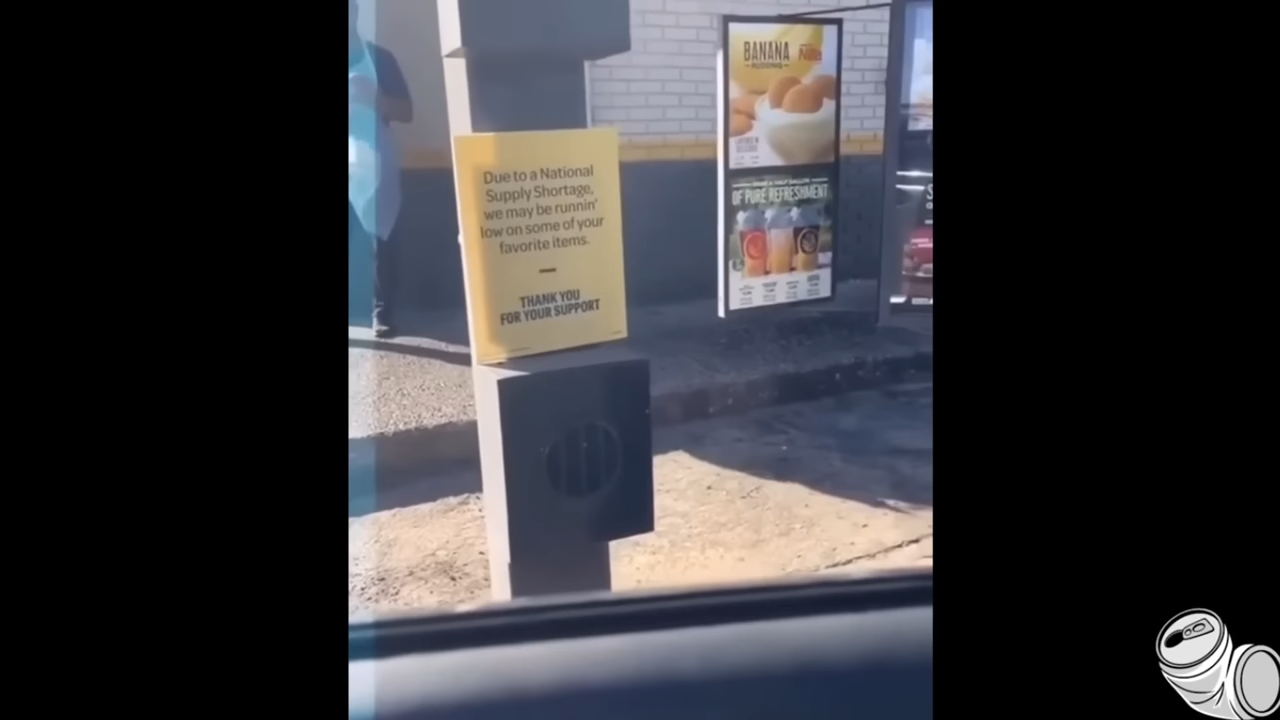 Due to a National
Supply Shortage,
we may be runnin'
low on some of your
favorite items.
THANK YOU
FOR YOUR SUPPORT
BANANA
PUDDING
OF PURE REFRESHMENT